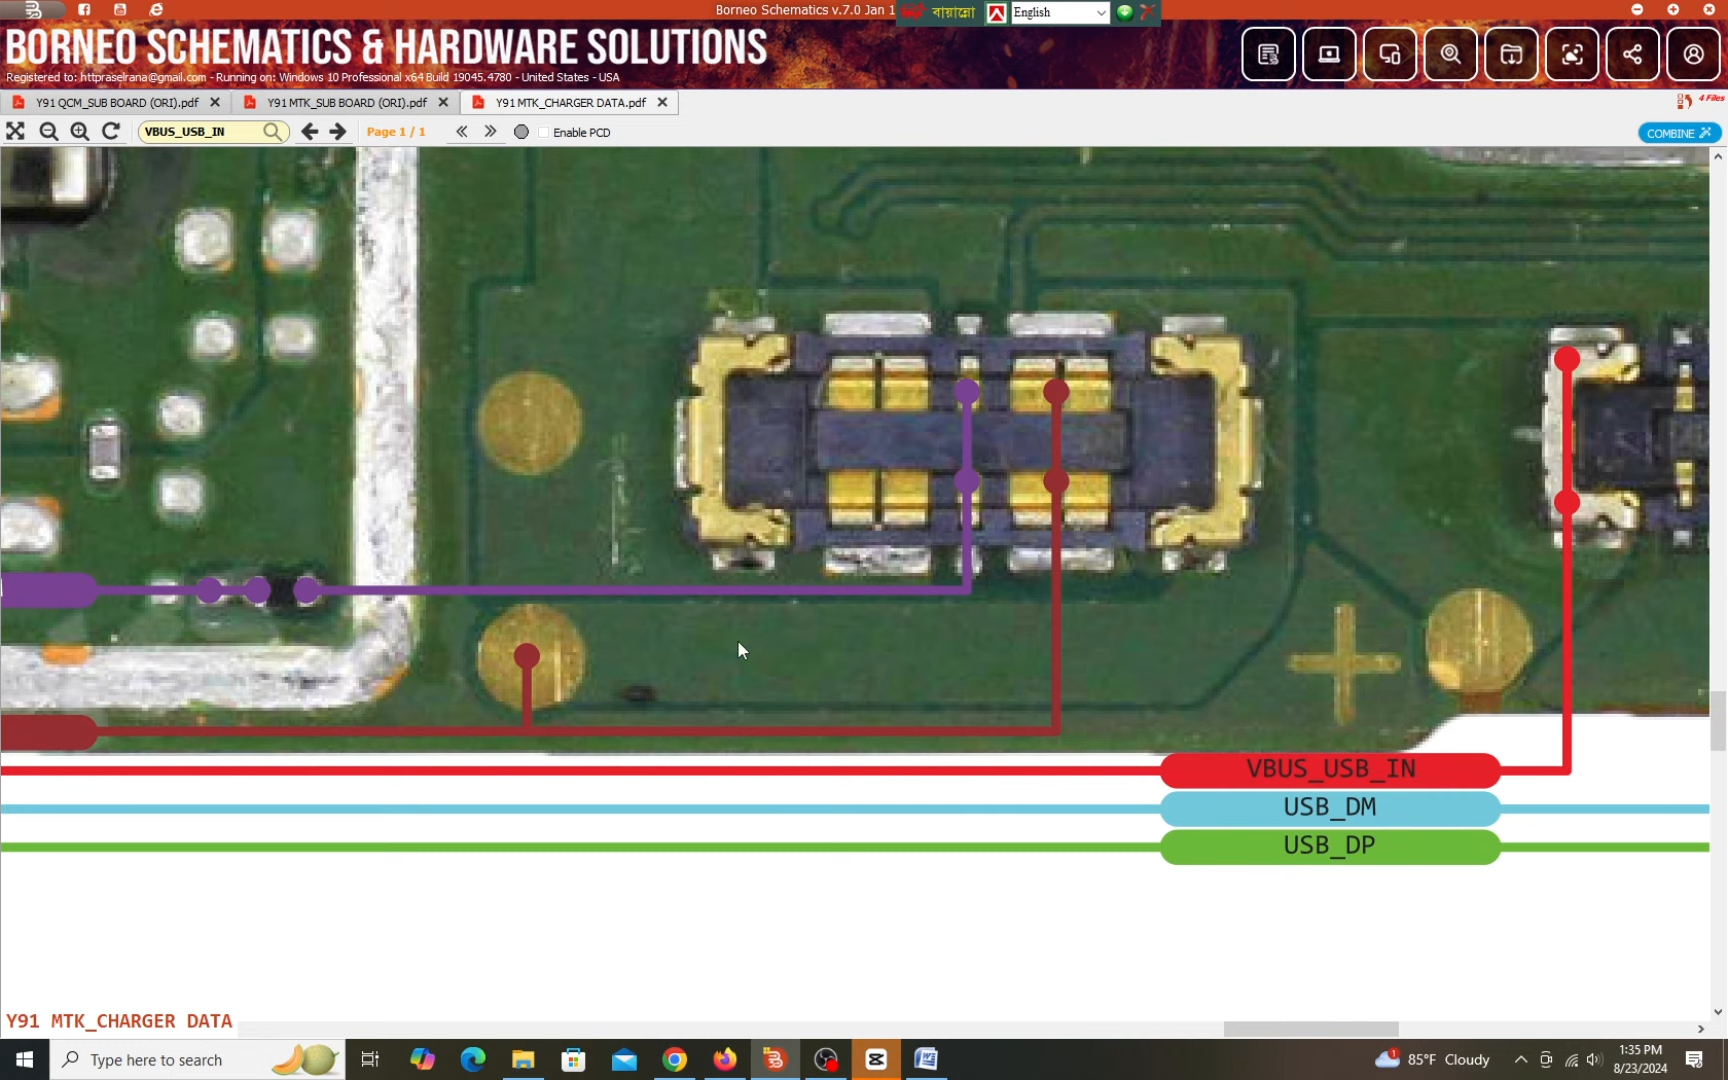 Borneo Schematics v.7.0 Jan 1
বায়ান্নো
English
BORNEO SCHEMATICS & HARDWARE SOLUTIONS
Registered to: httpraselrana@gmail.com - Running on: Windows 10 Professional x64 Build 19045.4780 - United States - USA
Y91 QCM_SUB BOARD (ORI).pdf
Y91 MTK_SUB BOARD (ORI).pdf
Y91 MTK_CHARGER DATA.pdf
4 Files
VBUS_USB_IN
Page 1 / 1
Enable PCD
COMBINE
VBUS_USB_IN
USB_DM
USB_DP
Y91 MTK_CHARGER DATA
Type here to search
1
85°F Cloudy
1:35 PM
8/23/2024